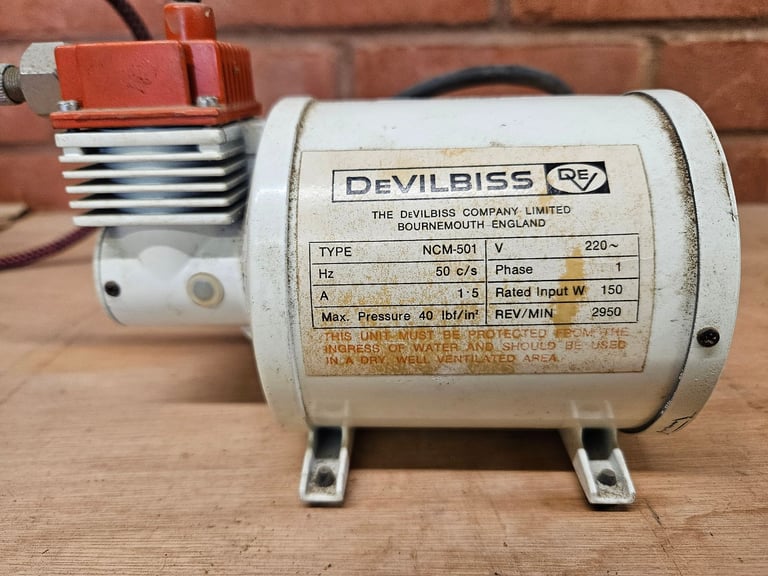 DEVILBISS DEV
THE DEVILBISS COMPANY LIMITED
BOURNEMOUTH ENGLAND
TYPE NCM-501 V 220~
Hz 50 c/s Phase 1
A 1·5 Rated Input W 150
Max. Pressure 40 lbf/in² REV/MIN 2950
THIS UNIT MUST BE PROTECTED FROM THE
INGRESS OF WATER AND SHOULD BE USED
IN A DRY, WELL VENTILATED AREA.